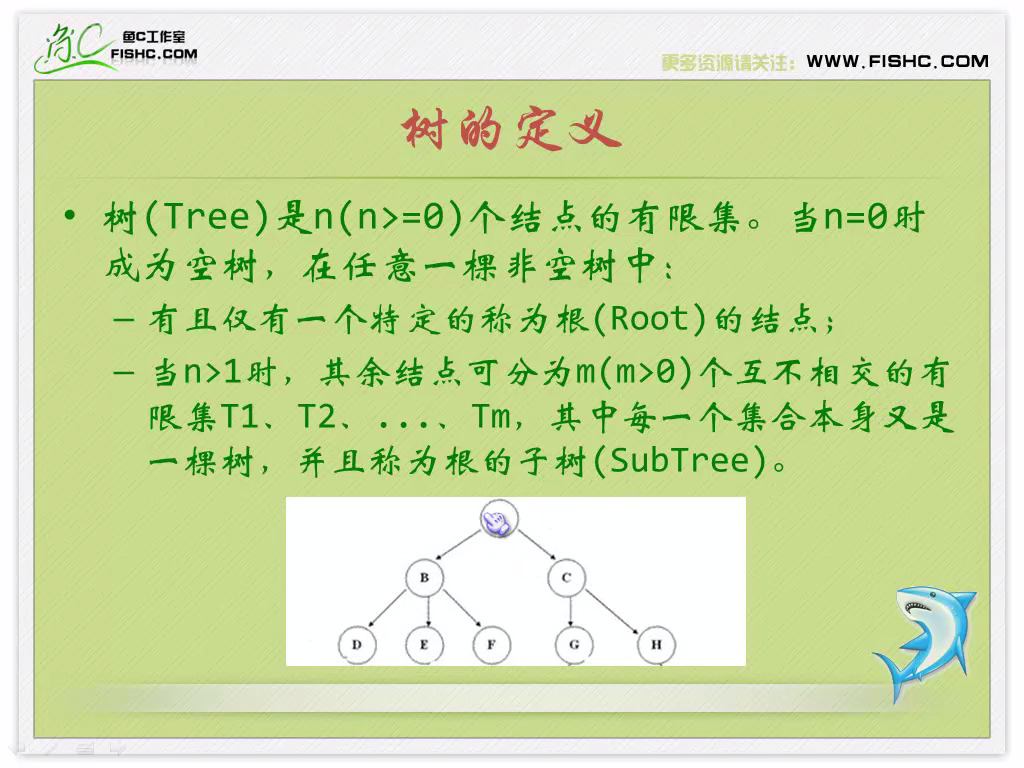 鱼C 鱼C工作室
FISHC.COM
更多资源请关注： WWW.FISHC.COM
树的定义
• 树(Tree)是n(n>=0)个结点的有限集。当n=0时
成为空树，在任意一棵非空树中：
– 有且仅有一个特定的称为根(Root)的结点；
– 当n>1时，其余结点可分为m(m>0)个互不相交的有
限集T1、T2、....、Tm，其中每一个集合本身又是
一棵树，并且称为根的子树(SubTree)。
B C
D E F G H